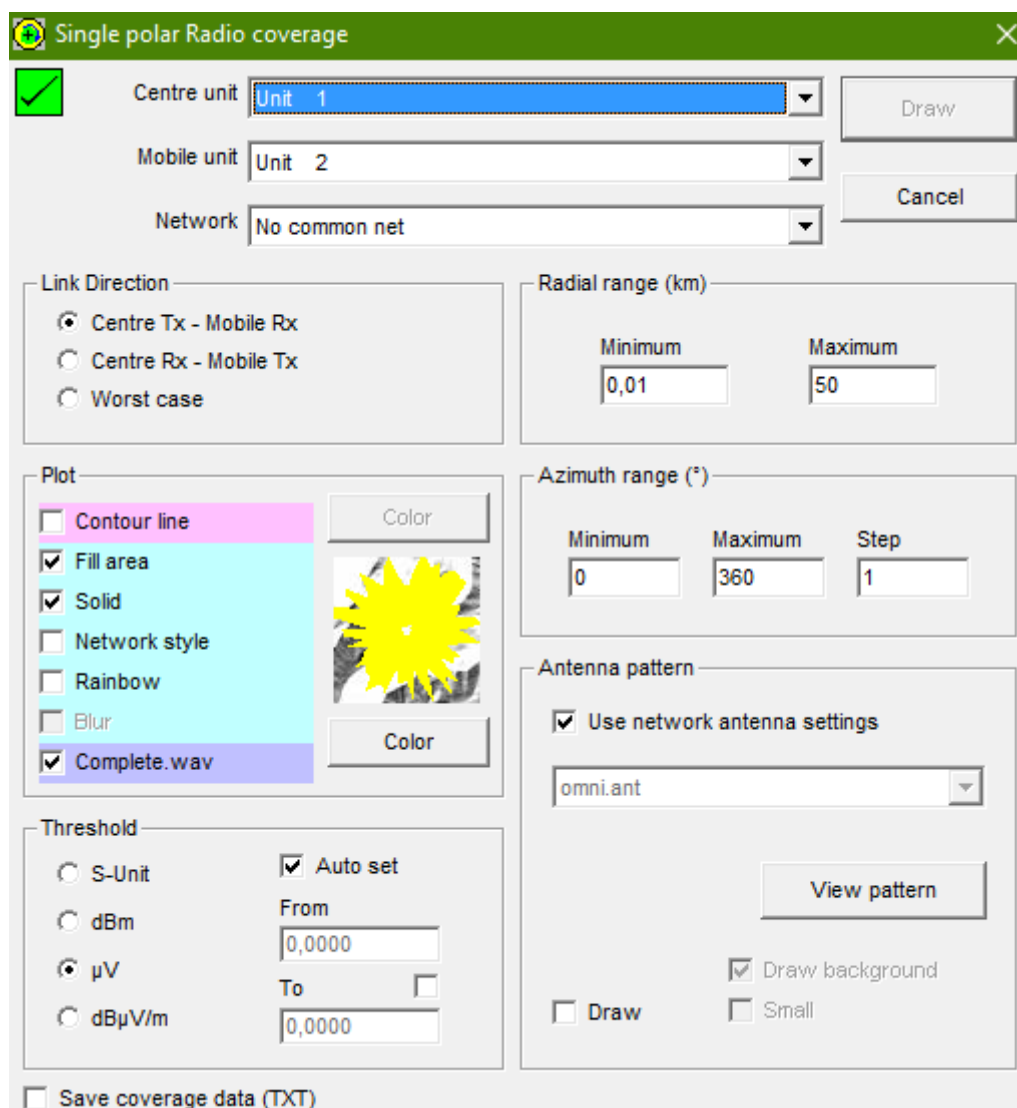 Single polar Radio coverage
Centre unit
Unit 1
Draw
Mobile unit
Unit 2
Cancel
Network
No common net
Link Direction
Centre Tx - Mobile Rx
Centre Rx - Mobile Tx
Worst case
Radial range (km)
Minimum Maximum
0,01 50
Plot
Contour line
Fill area
Solid
Network style
Rainbow
Blur
Complete.wav
Color
Color
Azimuth range (°)
Minimum Maximum Step
0 360 1
Antenna pattern
Use network antenna settings
omni.ant
View pattern
Draw background
Draw Small
Threshold
S-Unit
dBm
µV
dBµV/m
Auto set
From
0,0000
To
0,0000
Save coverage data (TXT)